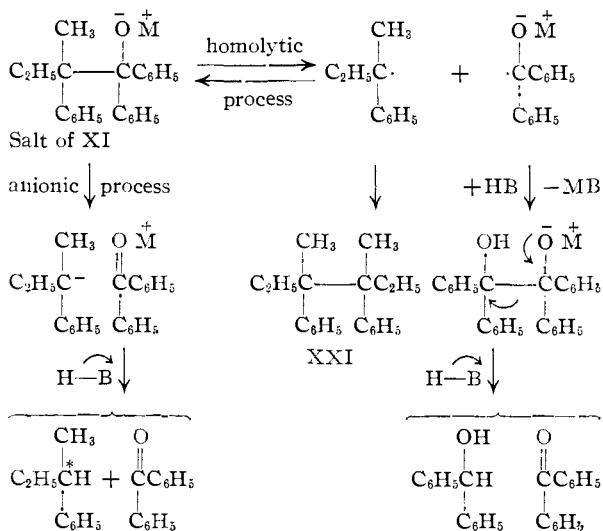 CH₃ O⁻ M⁺ CH₃ O⁻ M⁺
homolytic
C₂H₅C—CC₆H₅ C₂H₅C· + ·CC₆H₅
process
C₆H₅ C₆H₅ C₆H₅ C₆H₅
Salt of XI
anionic process +HB −MB
CH₃ O M⁺ CH₃ CH₃ OH O⁻ M⁺
C₂H₅C⁻ CC₆H₅ C₂H₅C—CC₂H₅ C₆H₅C—CC₆H₅
C₆H₅ C₆H₅ C₆H₅ C₆H₅ C₆H₅ C₆H₅
XXI
H—B H—B
CH₃ O OH O
C₂H₅C*H + CC₆H₅ C₆H₅CH CC₆H₅
C₆H₅ C₆H₅ C₆H₅ C₆H₅